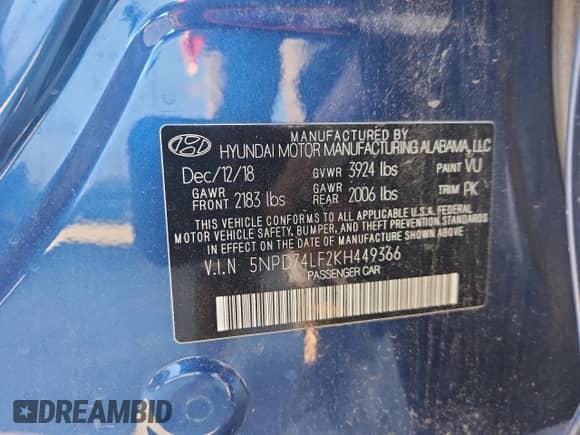 MANUFACTURED BY
HYUNDAI MOTOR MANUFACTURING ALABAMA, LLC
Dec/12/18 GVWR 3924 lbs PAINT VU
GAWR FRONT 2183 lbs GAWR REAR 2006 lbs TRIM PK
THIS VEHICLE CONFORMS TO ALL APPLICABLE U.S.A. FEDERAL
MOTOR VEHICLE SAFETY, BUMPER, AND THEFT PREVENTION STANDARDS
IN EFFECT ON THE DATE OF MANUFACTURE SHOWN ABOVE.
V.I.N 5NPD74LF2KH449366
PASSENGER CAR
DREAMBID